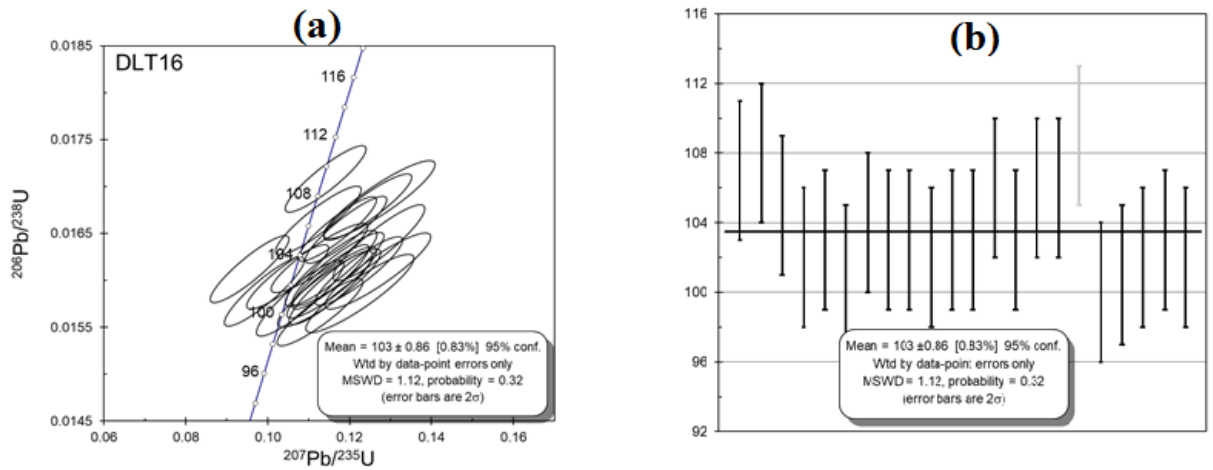 (a)
DLT16
0.0185
0.0175
0.0165
0.0155
0.0145
206Pb/238U
116
112
108
104
100
96
Mean = 103 ± 0.86 [0.83%] 95% conf.
Wtd by data-point errors only
MSWD = 1.12, probability = 0.32
(error bars are 2σ)
0.06
0.08
0.10
0.12
0.14
0.16
207Pb/235U
(b)
116
112
108
104
100
96
92
Mean = 103 ±0.86 [0.83%] 95% conf.
Wtd by data-point errors only
MSWD = 1.12, probability = 0.32
(error bars are 2σ)